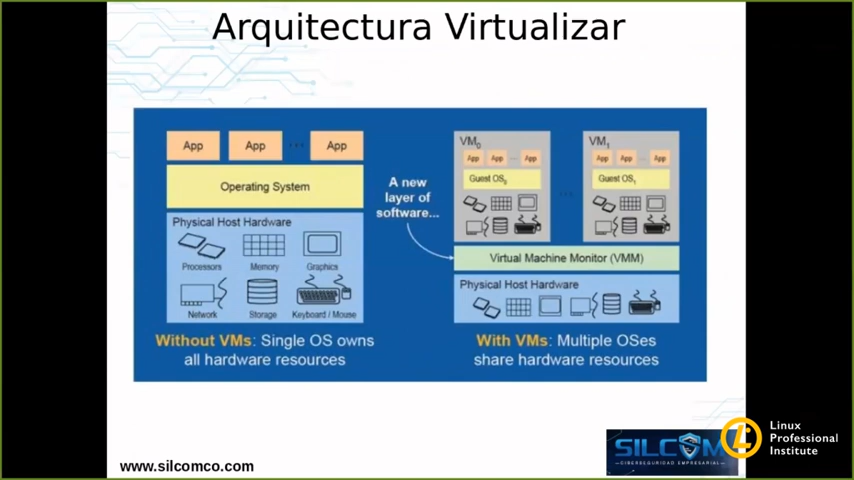 Arquitectura Virtualizar
App App ... App
Operating System
Physical Host Hardware
Processors Memory Graphics
Network Storage Keyboard / Mouse
Without VMs: Single OS owns
all hardware resources
A new
layer of
software...
VM0
App App ... App
Guest OS0
...
VM1
App App ... App
Guest OS1
Virtual Machine Monitor (VMM)
Physical Host Hardware
With VMs: Multiple OSes
share hardware resources
www.silcomco.com
SILCOM
CIBERSEGURIDAD EMPRESARIAL
Linux
Professional
Institute